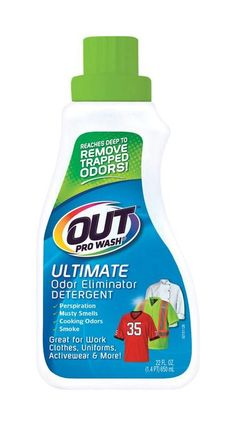 REACHES DEEP TO
REMOVE
TRAPPED
ODORS!
OUT
PRO WASH
ULTIMATE
Odor Eliminator
DETERGENT
✓ Perspiration
✓ Musty Smells
✓ Cooking Odors
✓ Smoke
Great for Work
Clothes, Uniforms,
Activewear & More!
35
22 FL. OZ.
(1.4 PT) 650 mL